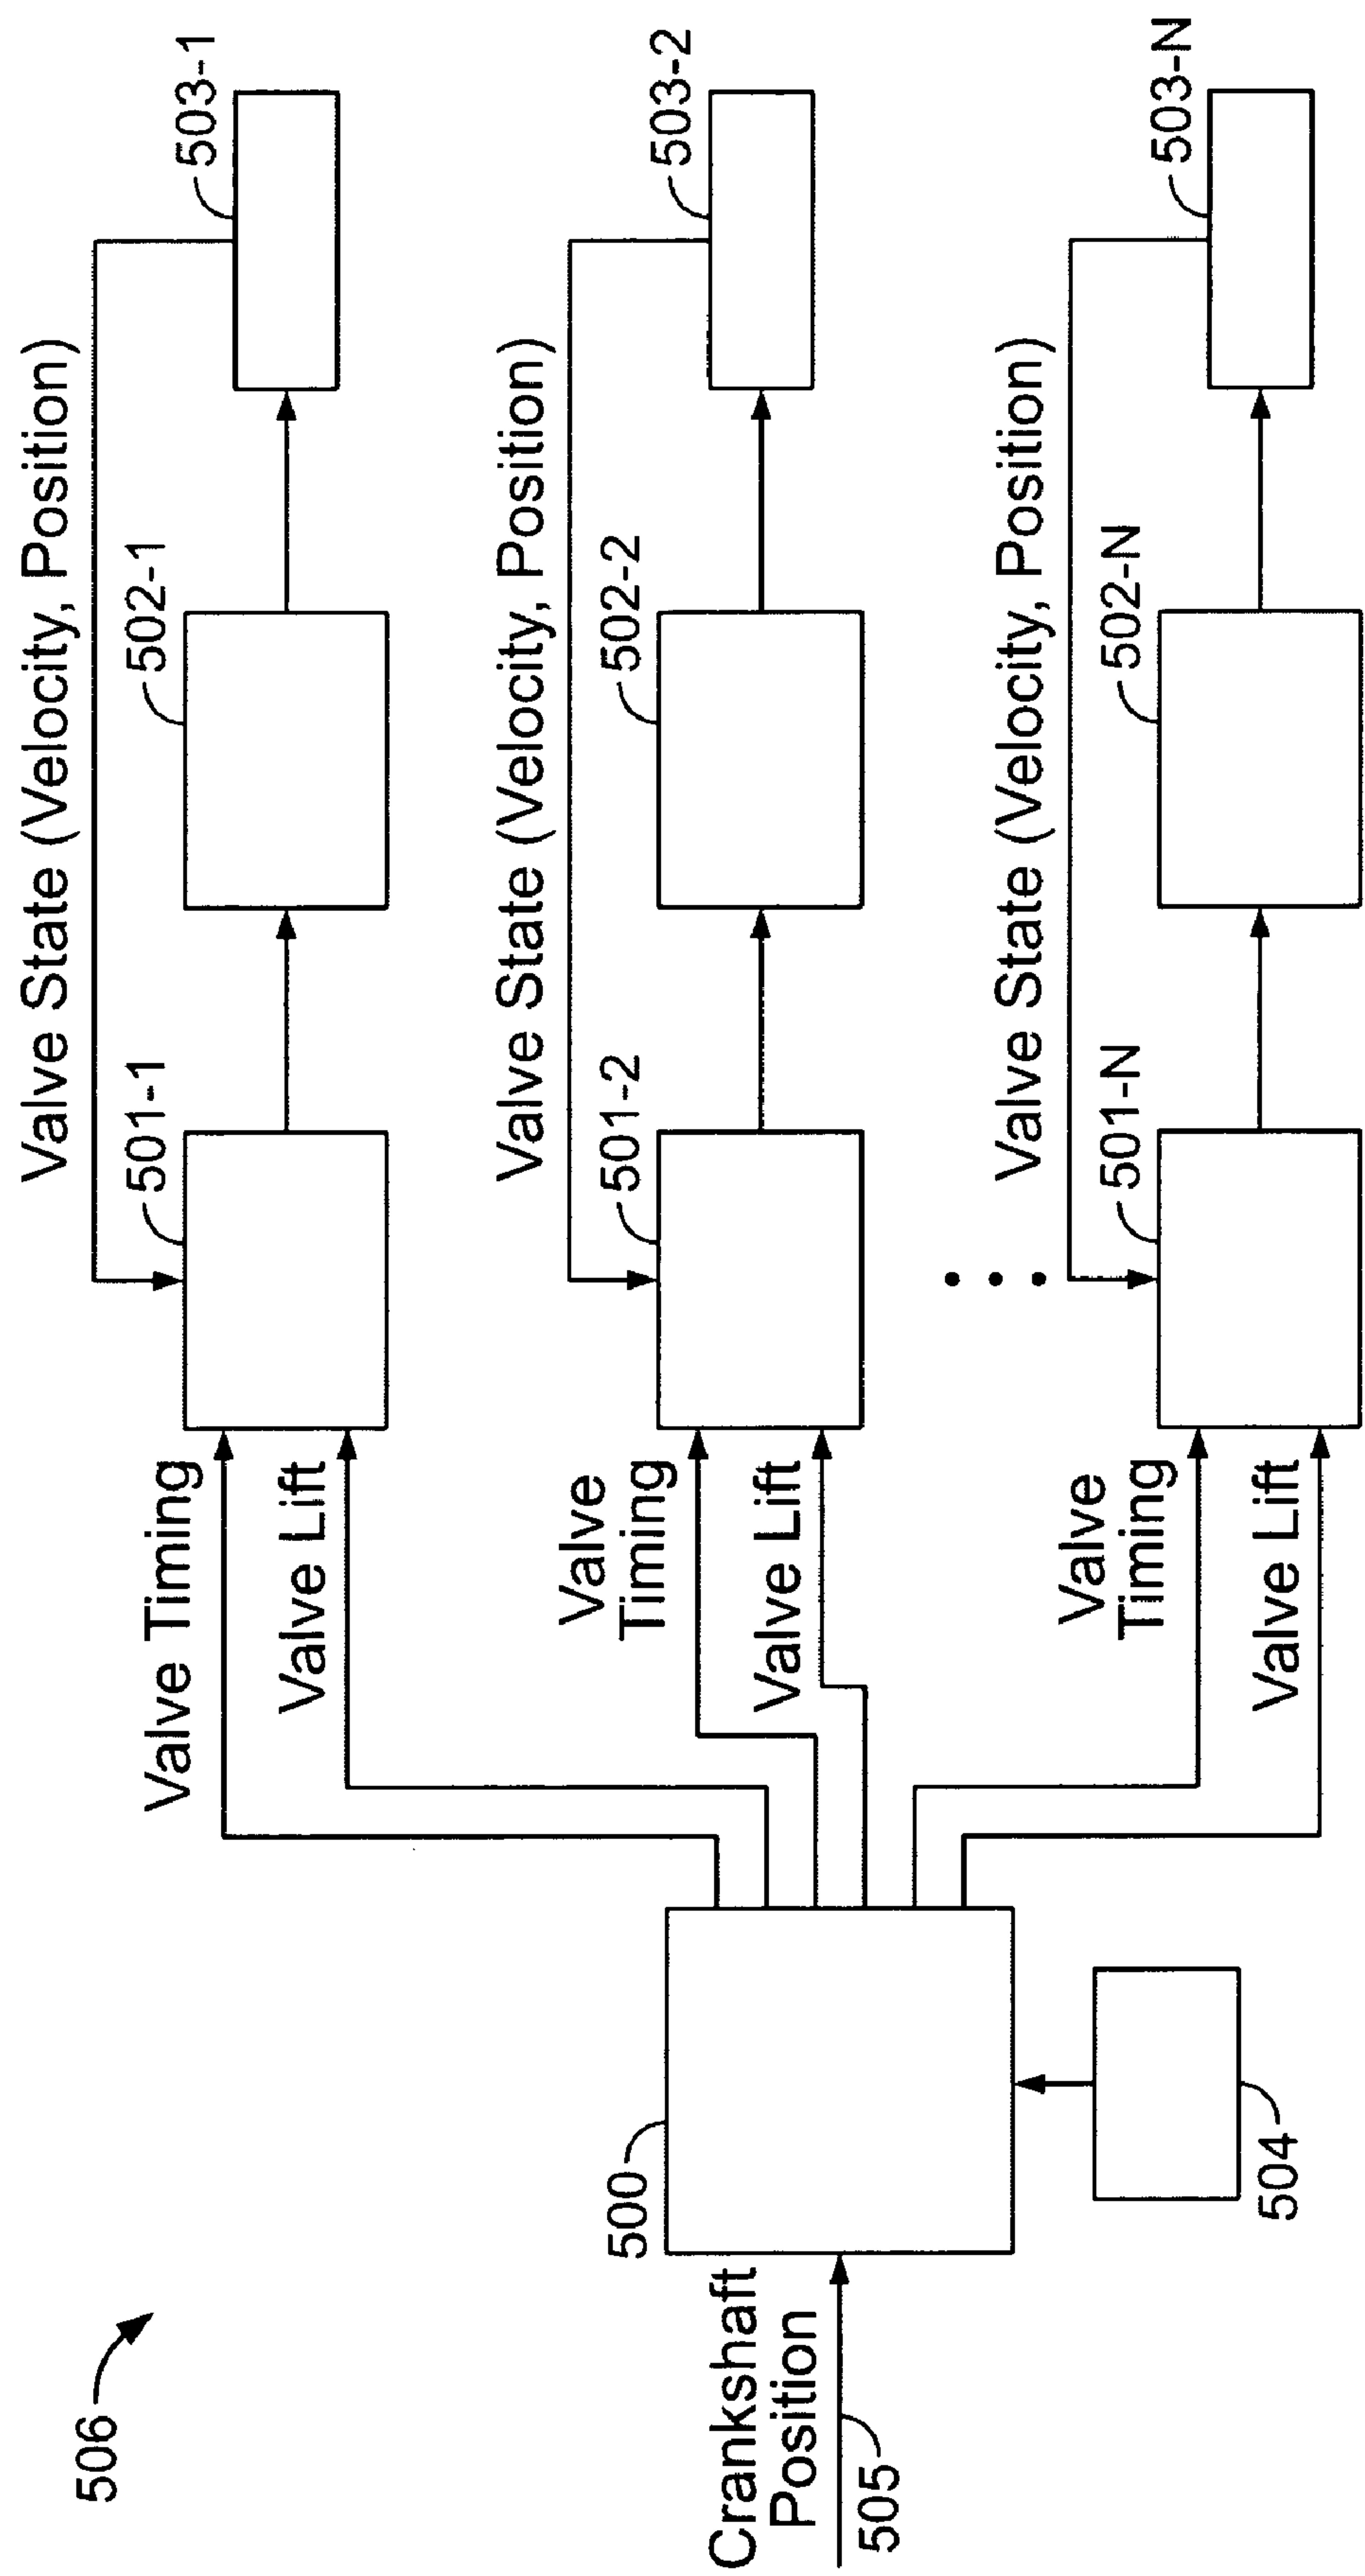 506
Crankshaft
Position
505
500
504
Valve Timing
Valve Lift
Valve
Timing
Valve Lift
Valve
Timing
Valve Lift
Valve State (Velocity, Position)
501-1
502-1
503-1
Valve State (Velocity, Position)
501-2
502-2
503-2
Valve State (Velocity, Position)
501-N
502-N
503-N